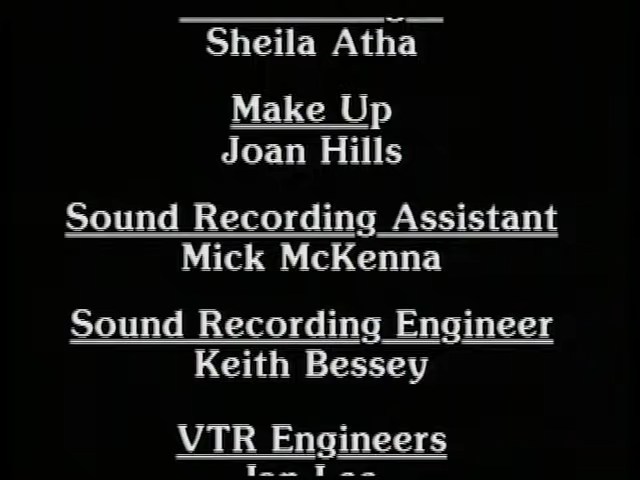 Sheila Atha
Make Up
Joan Hills
Sound Recording Assistant
Mick McKenna
Sound Recording Engineer
Keith Bessey
VTR Engineers